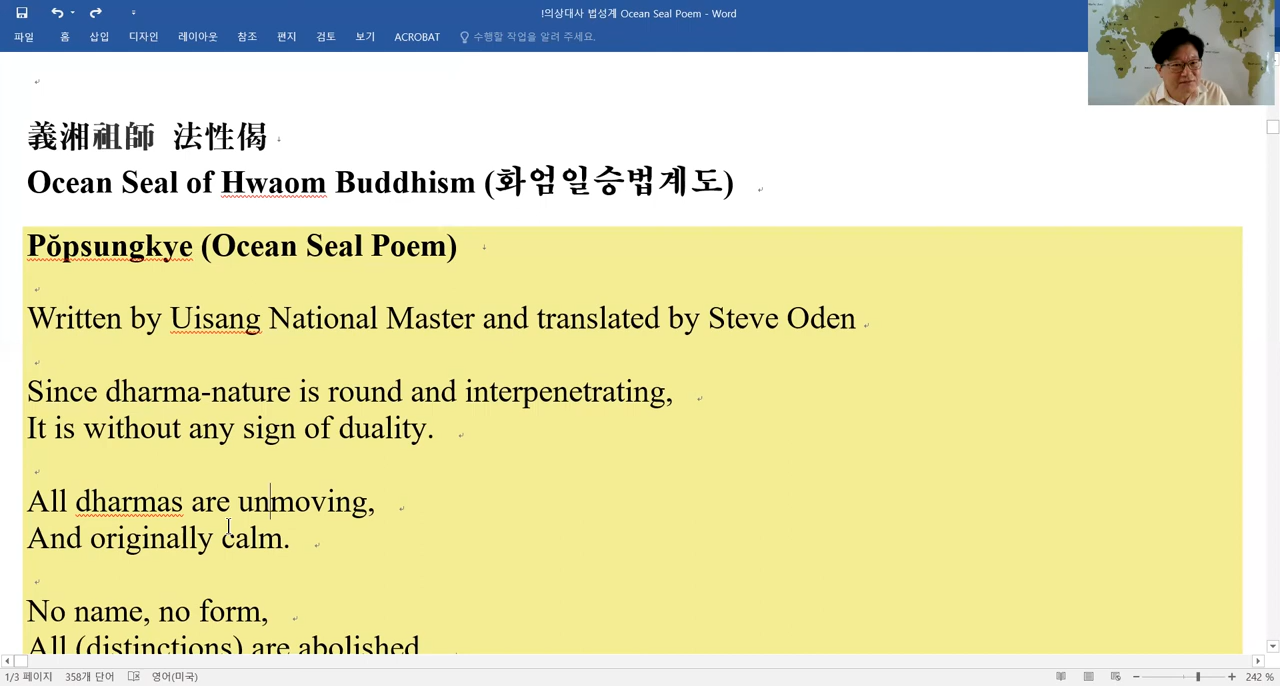 !의상대사 법성계 Ocean Seal Poem - Word
파일 홈 삽입 디자인 레이아웃 참조 편지 검토 보기 ACROBAT 수행할 작업을 알려 주세요.
義湘祖師 法性偈
Ocean Seal of Hwaom Buddhism (화엄일승법계도)
Pŏpsungkye (Ocean Seal Poem)
Written by Uisang National Master and translated by Steve Oden
Since dharma-nature is round and interpenetrating,
It is without any sign of duality.
All dharmas are unmoving,
And originally calm.
No name, no form,
All (distinctions) are abolished
1/3 페이지 358개 단어 영어(미국) 242 %